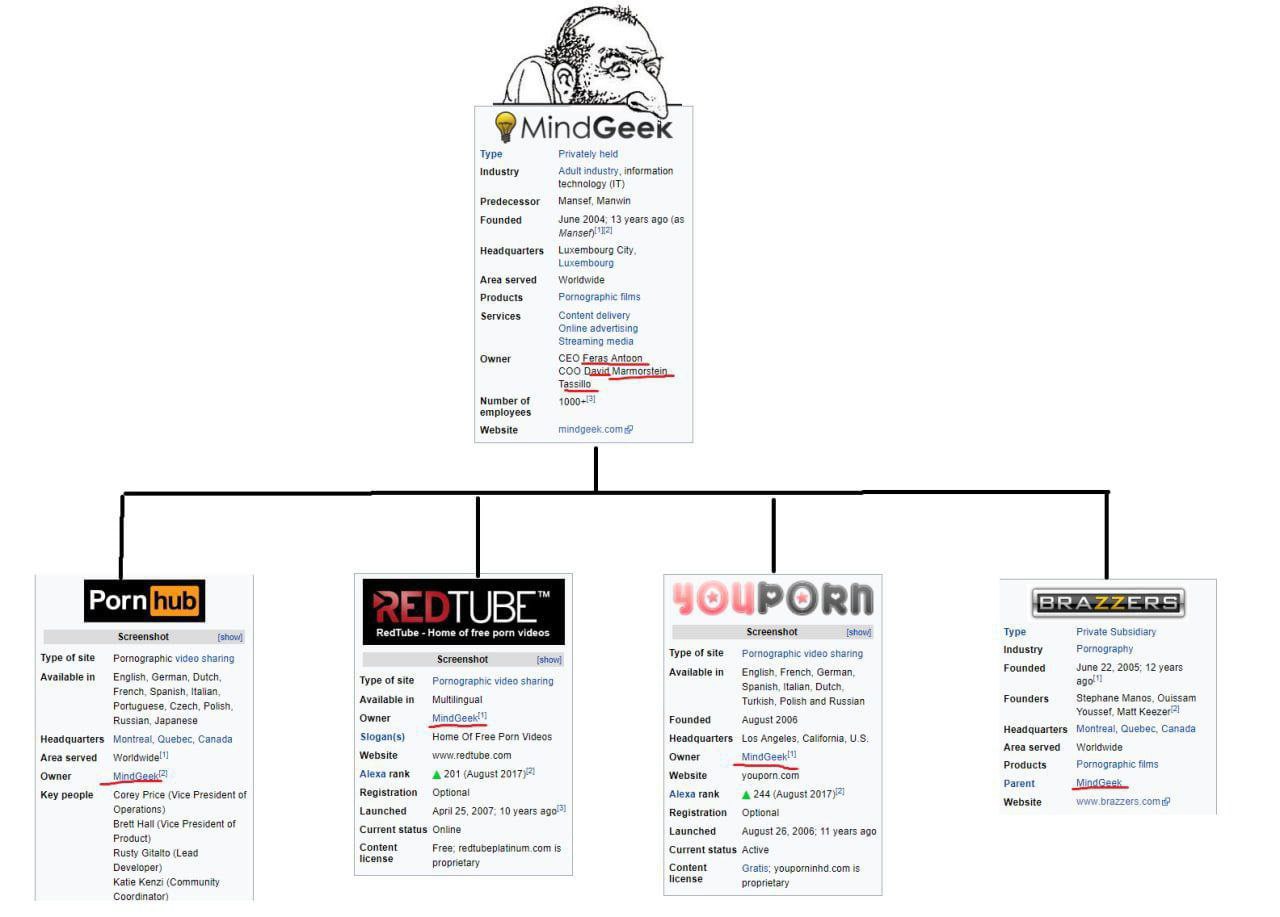 MindGeek
Type Privately held
Industry Adult industry, information
technology (IT)
Predecessor Mansef, Manwin
Founded June 2004; 13 years ago (as
Mansef)[1][2]
Headquarters Luxembourg City,
Luxembourg
Area served Worldwide
Products Pornographic films
Services Content delivery
Online advertising
Streaming media
Owner CEO Feras Antoon
COO David Marmorstein
Tassillo
Number of
employees 1000+[3]
Website mindgeek.com
Pornhub
Screenshot [show]
Type of site Pornographic video sharing
Available in English, German, Dutch,
French, Spanish, Italian,
Portuguese, Czech, Polish,
Russian, Japanese
Headquarters Montreal, Quebec, Canada
Area served Worldwide[1]
Owner MindGeek[2]
Key people Corey Price (Vice President of
Operations)
Brett Hall (Vice President of
Product)
Rusty Gitalto (Lead
Developer)
Katie Kenzi (Community
Coordinator)
REDTUBE™
RedTube - Home of free porn videos
Screenshot [show]
Type of site Pornographic video sharing
Available in Multilingual
Owner MindGeek[1]
Slogan(s) Home Of Free Porn Videos
Website www.redtube.com
Alexa rank ▲ 201 (August 2017)[2]
Registration Optional
Launched April 25, 2007; 10 years ago[3]
Current status Online
Content
license Free; redtubeplatinum.com is
proprietary
YOUPORN
Screenshot [show]
Type of site Pornographic video sharing
Available in English, French, German,
Spanish, Italian, Dutch,
Turkish, Polish and Russian
Founded August 2006
Headquarters Los Angeles, California, U.S.
Owner MindGeek[1]
Website youporn.com
Alexa rank ▲ 244 (August 2017)[2]
Registration Optional
Launched August 26, 2006; 11 years ago
Current status Active
Content
license Gratis; youporninhd.com is
proprietary
BRAZZERS
Type Private Subsidiary
Industry Pornography
Founded June 22, 2005; 12 years
ago[1]
Founders Stephane Manos, Ouissam
Youssef, Matt Keezer[2]
Headquarters Montreal, Quebec, Canada
Area served Worldwide
Products Pornographic films
Parent MindGeek
Website www.brazzers.com